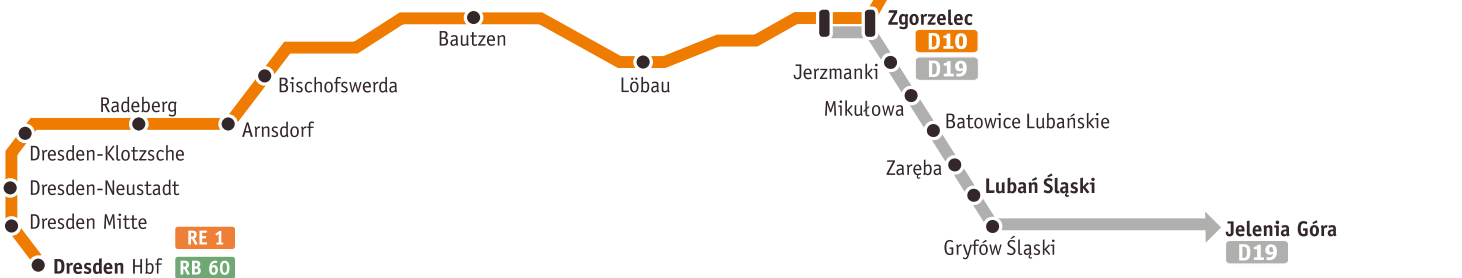 Zgorzelec
D10
D19
Bautzen
Löbau
Jerzmanki
Bischofswerda
Radeberg
Mikułowa
Arnsdorf
Batowice Lubańskie
Dresden-Klotzsche
Zaręba
Dresden-Neustadt
Lubań Śląski
Dresden Mitte
RE 1
Gryfów Śląski
Jelenia Góra
D19
Dresden Hbf
RB 60